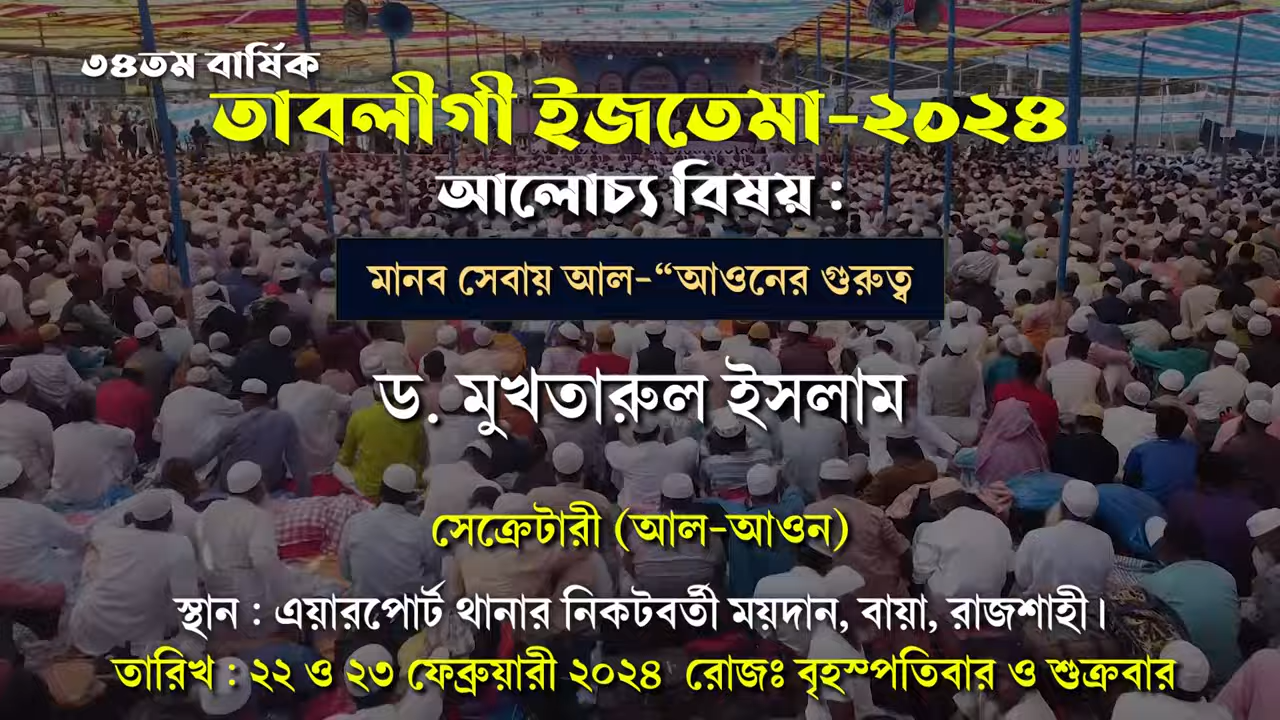 ৩৪তম বার্ষিক
তাবলীগী ইজতেমা-২০২৪
আলোচ্য বিষয় :
মানব সেবায় আল-“আওনের গুরুত্ব
ড. মুখতারুল ইসলাম
সেক্রেটারী (আল-আওন)
স্থান : এয়ারপোর্ট থানার নিকটবর্তী ময়দান, বায়া, রাজশাহী।
তারিখ : ২২ ও ২৩ ফেব্রুয়ারী ২০২৪ রোজঃ বৃহস্পতিবার ও শুক্রবার